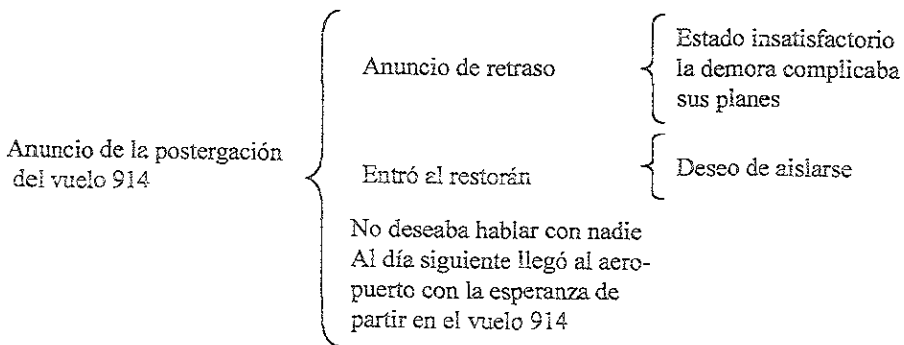 Anuncio de la postergación
del vuelo 914
Anuncio de retraso
Estado insatisfactorio
la demora complicaba
sus planes
Entró al restorán
Deseo de aislarse
No deseaba hablar con nadie
Al día siguiente llegó al aero-
puerto con la esperanza de
partir en el vuelo 914